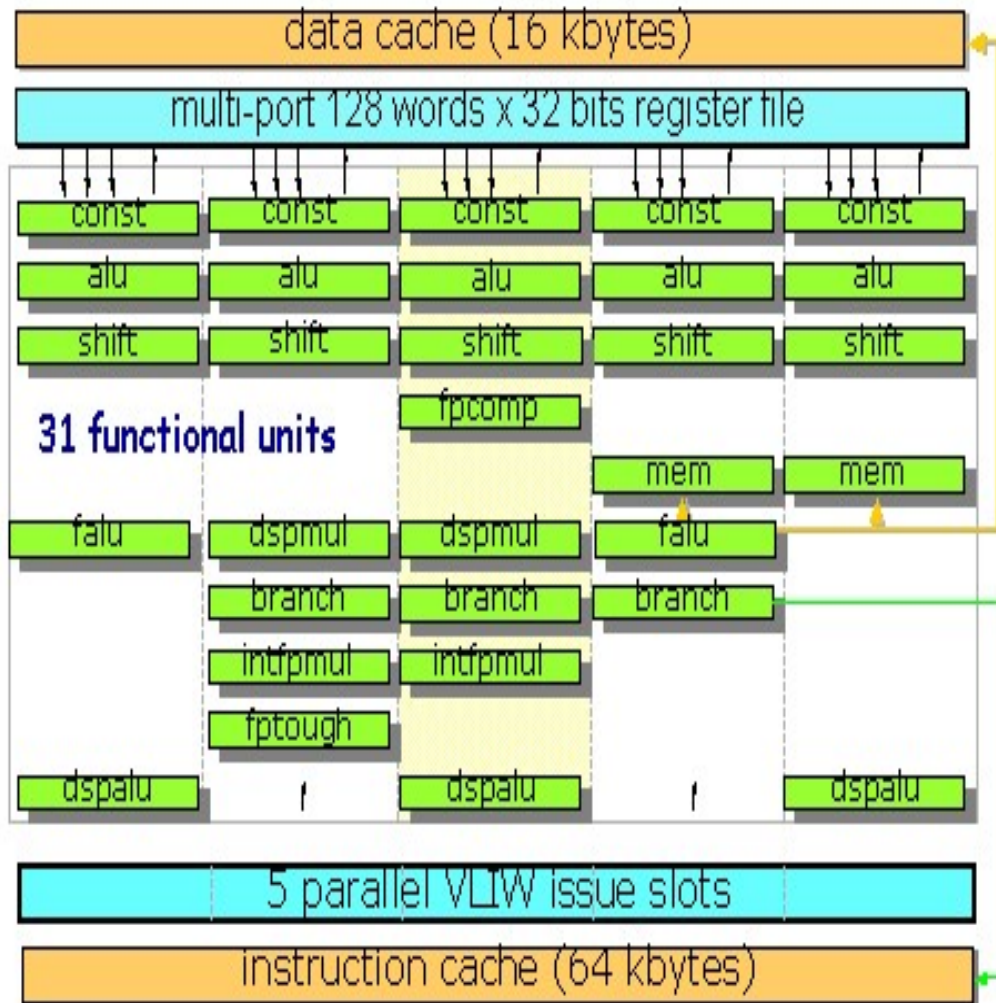 data cache (16 kbytes)
multi-port 128 words x 32 bits register file
const const const const const
alu alu alu alu alu
shift shift shift shift shift
fpcomp
31 functional units
mem mem
falu dspmul dspmul falu
branch branch branch
intfpmul intfpmul
fptough
dspalu dspalu dspalu
5 parallel VLIW issue slots
instruction cache (64 kbytes)